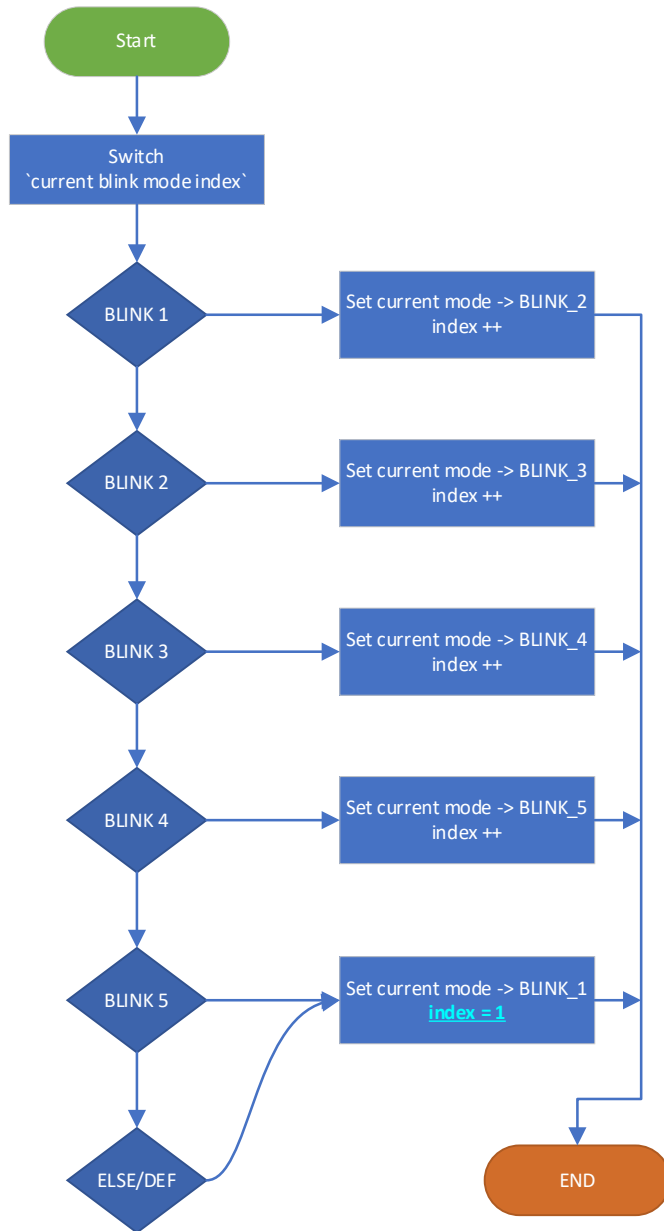 Start
Switch
`current blink mode index`
BLINK 1
Set current mode -> BLINK_2
index ++
BLINK 2
Set current mode -> BLINK_3
index ++
BLINK 3
Set current mode -> BLINK_4
index ++
BLINK 4
Set current mode -> BLINK_5
index ++
BLINK 5
Set current mode -> BLINK_1
index = 1
ELSE/DEF
END